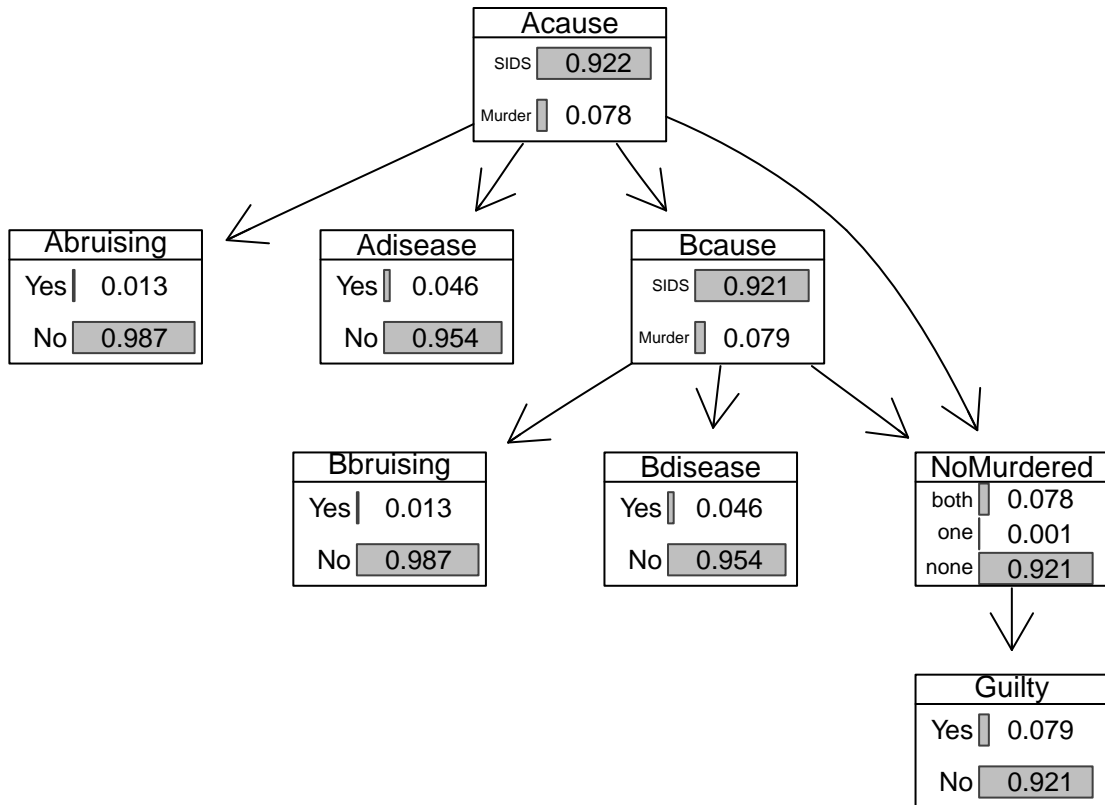 Acause
SIDS 0.922
Murder 0.078
Abruising
Yes 0.013
No 0.987
Adisease
Yes 0.046
No 0.954
Bcause
SIDS 0.921
Murder 0.079
Bbruising
Yes 0.013
No 0.987
Bdisease
Yes 0.046
No 0.954
NoMurdered
both 0.078
one 0.001
none 0.921
Guilty
Yes 0.079
No 0.921